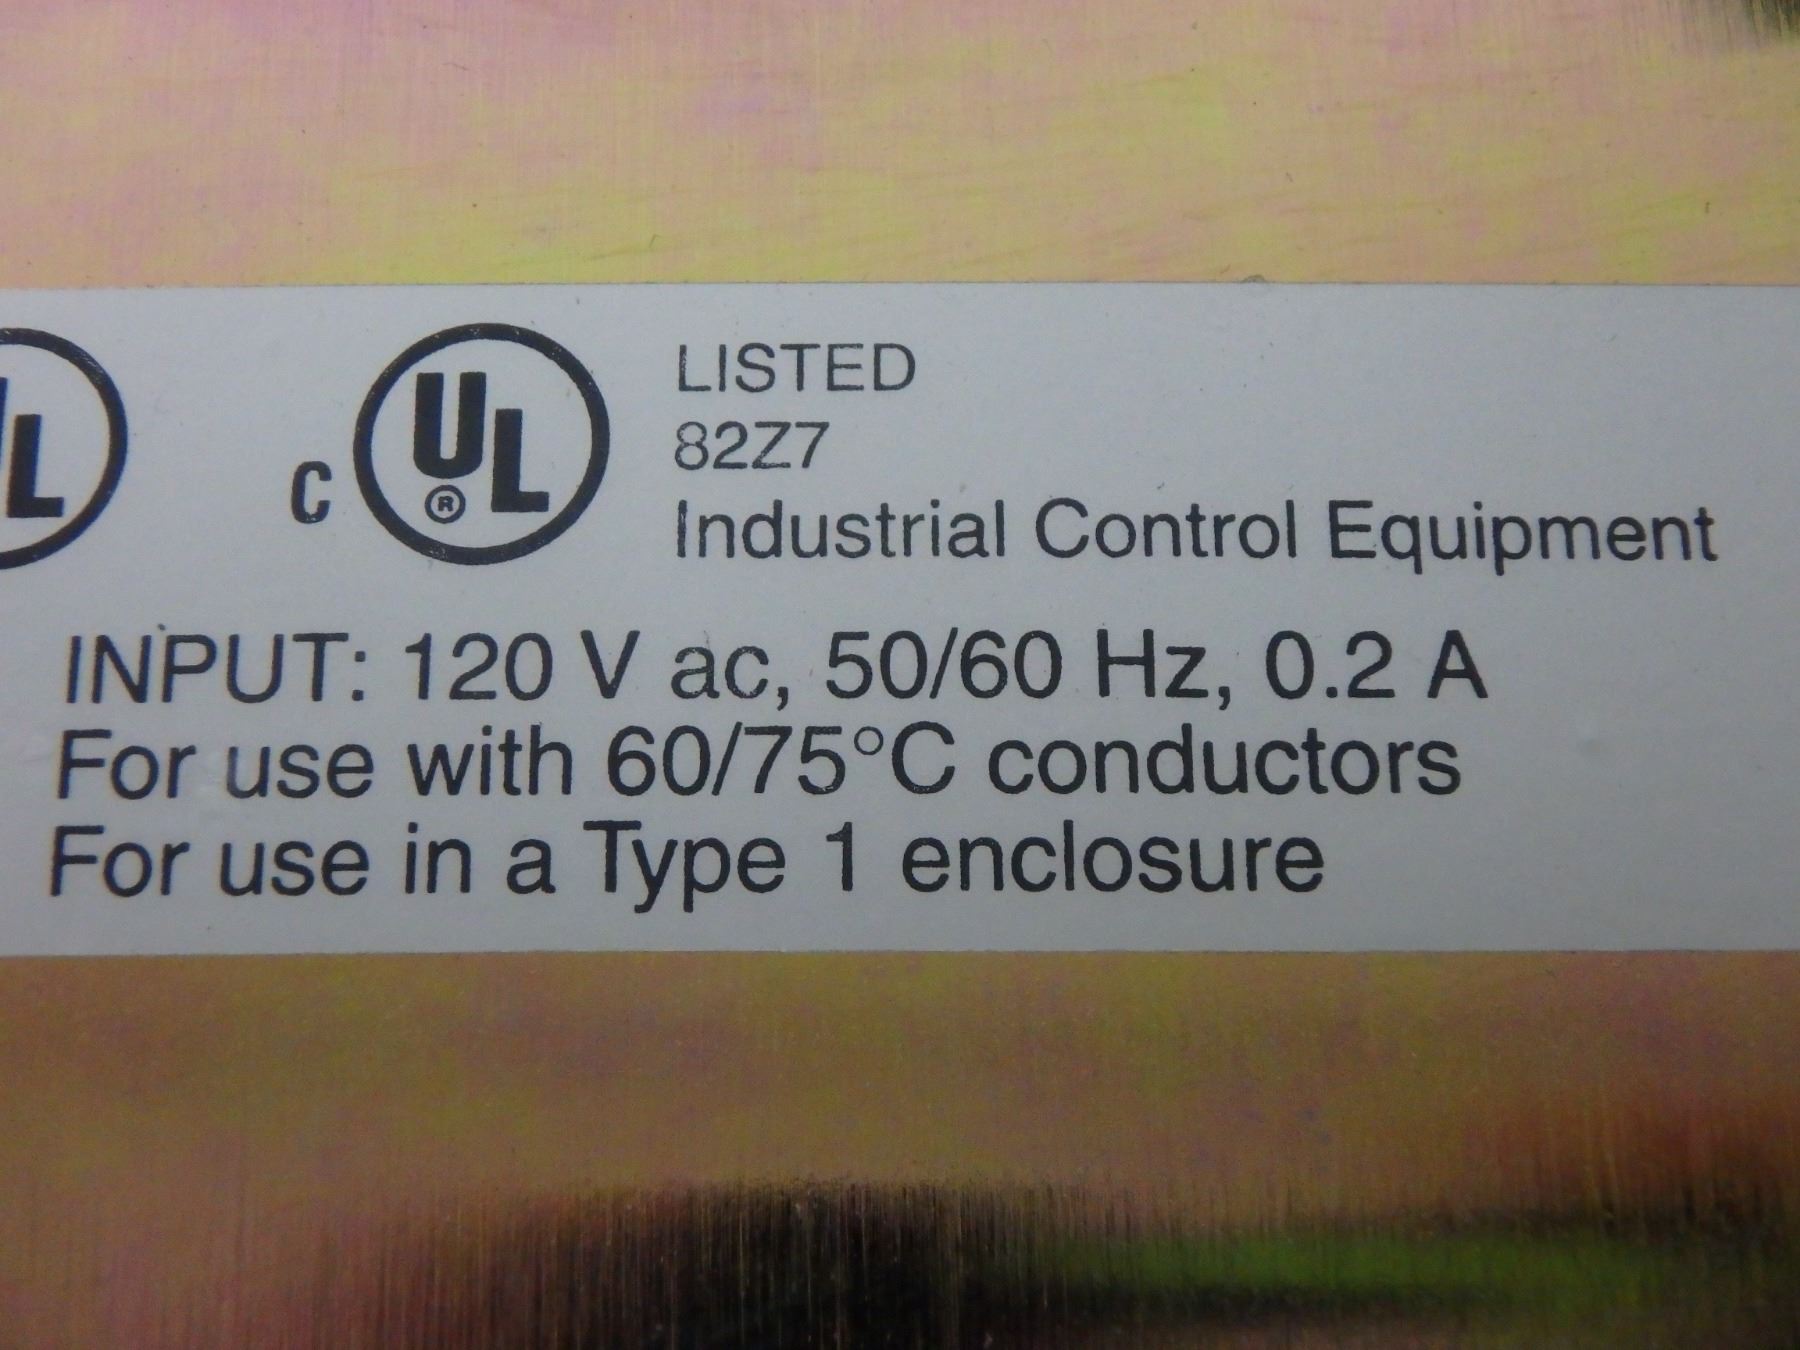 UL C UL® LISTED
82Z7
Industrial Control Equipment
INPUT: 120 V ac, 50/60 Hz, 0.2 A
For use with 60/75°C conductors
For use in a Type 1 enclosure